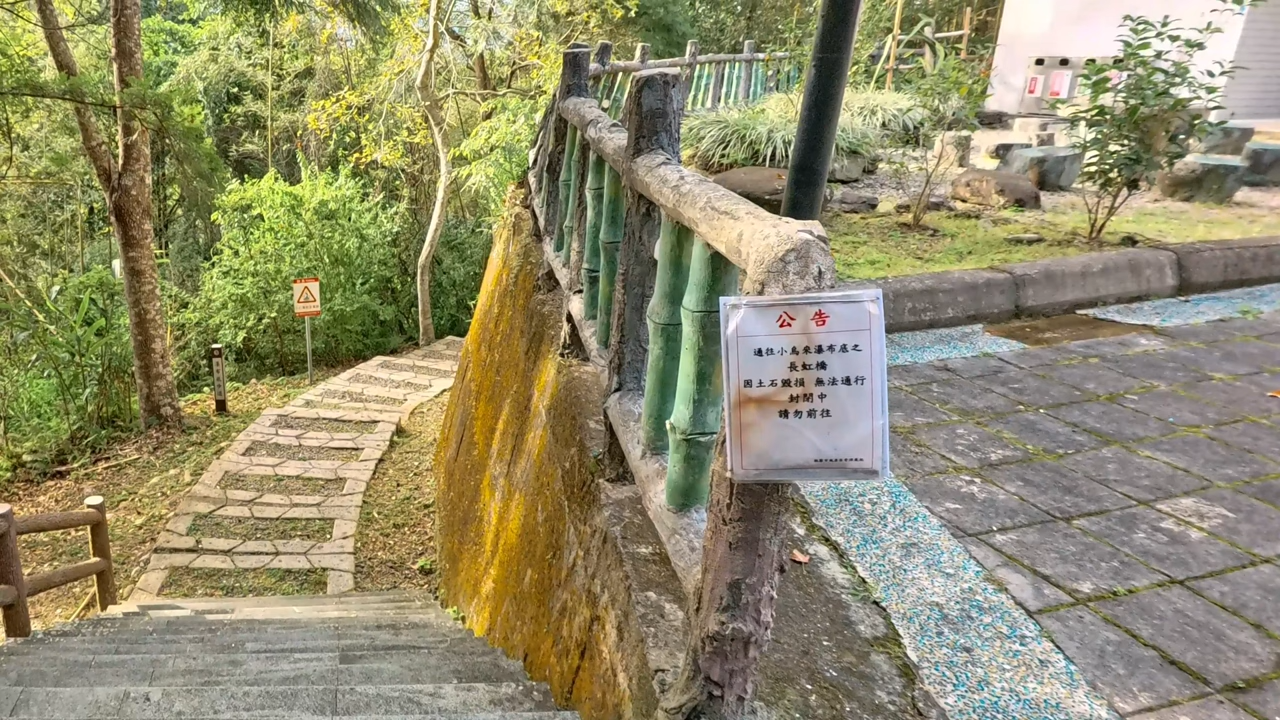 公告
通往小烏來瀑布底之
長虹橋
因土石毀損 無法通行
封閉中
請勿前往